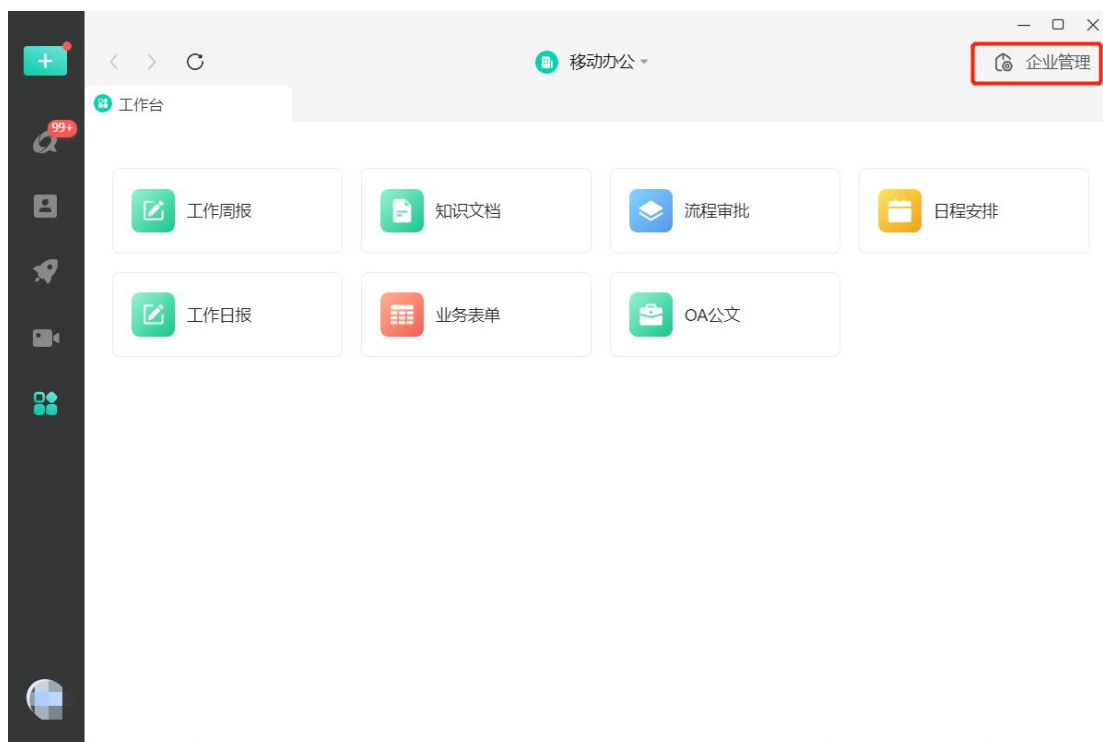 移动办公
企业管理
工作台
99+
工作周报
知识文档
流程审批
日程安排
工作日报
业务表单
OA公文